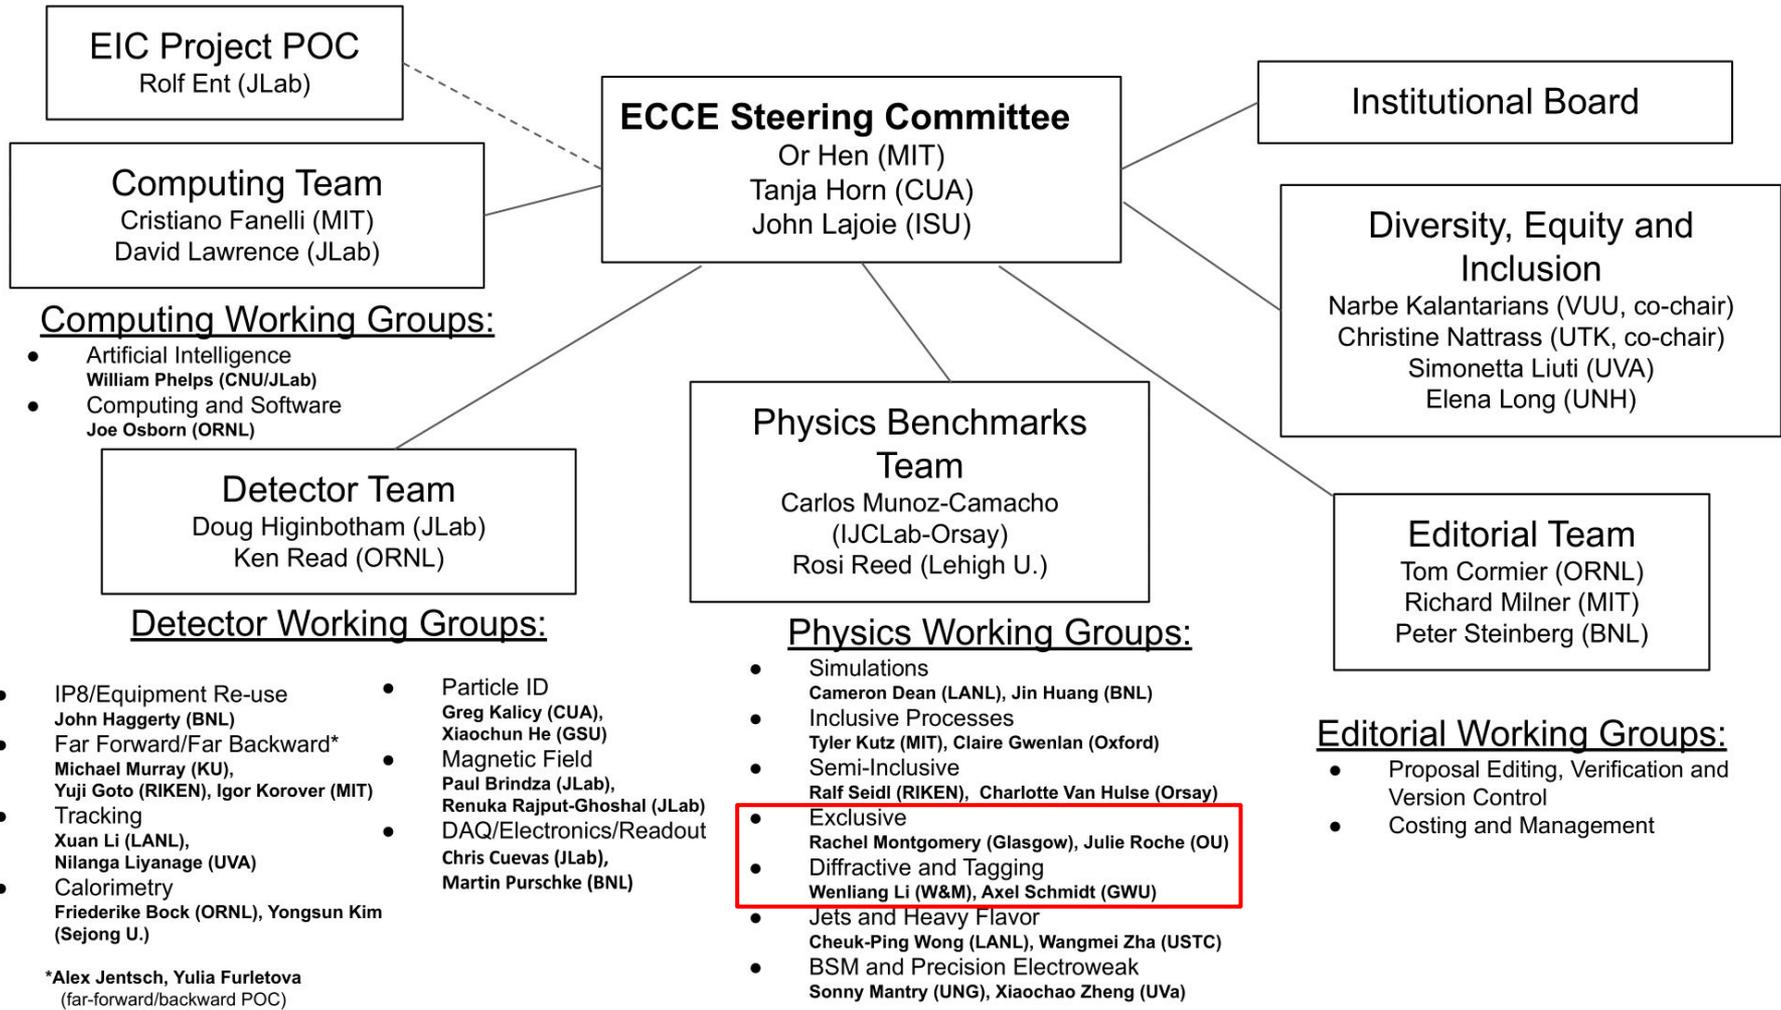 EIC Project POC
Rolf Ent (JLab)
ECCE Steering Committee
Or Hen (MIT)
Tanja Horn (CUA)
John Lajoie (ISU)
Institutional Board
Computing Team
Cristiano Fanelli (MIT)
David Lawrence (JLab)
Diversity, Equity and
Inclusion
Narbe Kalantarians (VUU, co-chair)
Christine Nattrass (UTK, co-chair)
Simonetta Liuti (UVA)
Elena Long (UNH)
Computing Working Groups:
● Artificial Intelligence
William Phelps (CNU/JLab)
● Computing and Software
Joe Osborn (ORNL)
Detector Team
Doug Higinbotham (JLab)
Ken Read (ORNL)
Physics Benchmarks
Team
Carlos Munoz-Camacho
(IJCLab-Orsay)
Rosi Reed (Lehigh U.)
Editorial Team
Tom Cormier (ORNL)
Richard Milner (MIT)
Peter Steinberg (BNL)
Detector Working Groups:
● IP8/Equipment Re-use
John Haggerty (BNL)
● Far Forward/Far Backward*
Michael Murray (KU),
Yuji Goto (RIKEN), Igor Korover (MIT)
● Tracking
Xuan Li (LANL),
Nilanga Liyanage (UVA)
● Calorimetry
Friederike Bock (ORNL), Yongsun Kim
(Sejong U.)
*Alex Jentsch, Yulia Furletova
(far-forward/backward POC)
● Particle ID
Greg Kalicy (CUA),
Xiaochun He (GSU)
● Magnetic Field
Paul Brindza (JLab),
Renuka Rajput-Ghoshal (JLab)
● DAQ/Electronics/Readout
Chris Cuevas (JLab),
Martin Purschke (BNL)
Physics Working Groups:
● Simulations
Cameron Dean (LANL), Jin Huang (BNL)
● Inclusive Processes
Tyler Kutz (MIT), Claire Gwenlan (Oxford)
● Semi-Inclusive
Ralf Seidl (RIKEN), Charlotte Van Hulse (Orsay)
● Exclusive
Rachel Montgomery (Glasgow), Julie Roche (OU)
● Diffractive and Tagging
Wenliang Li (W&M), Axel Schmidt (GWU)
● Jets and Heavy Flavor
Cheuk-Ping Wong (LANL), Wangmei Zha (USTC)
● BSM and Precision Electroweak
Sonny Mantry (UNG), Xiaochao Zheng (UVa)
Editorial Working Groups:
● Proposal Editing, Verification and
Version Control
● Costing and Management